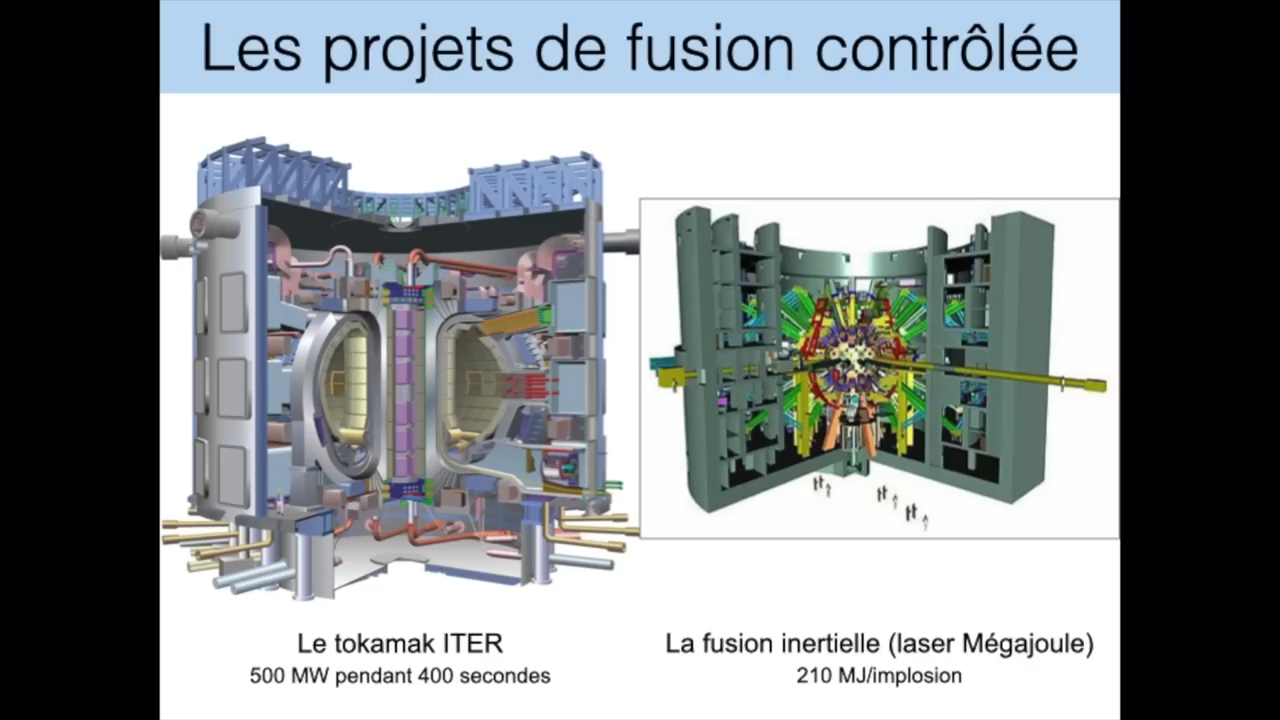 Les projets de fusion contrôlée
Le tokamak ITER
500 MW pendant 400 secondes
La fusion inertielle (laser Mégajoule)
210 MJ/implosion